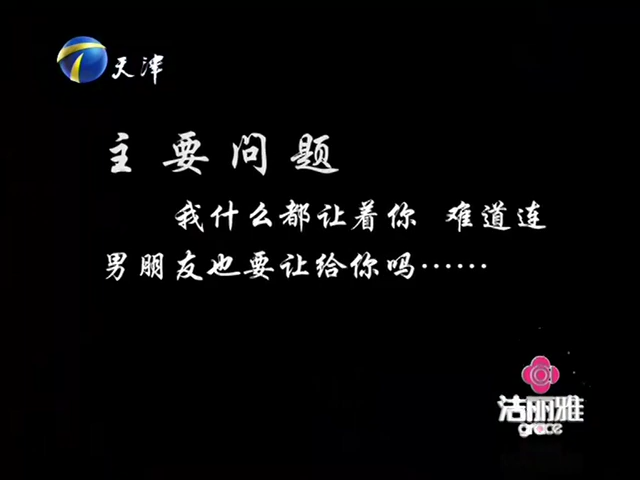 天津
主要问题
我什么都让着你 难道连
男朋友也要让给你吗……
洁丽雅
grace